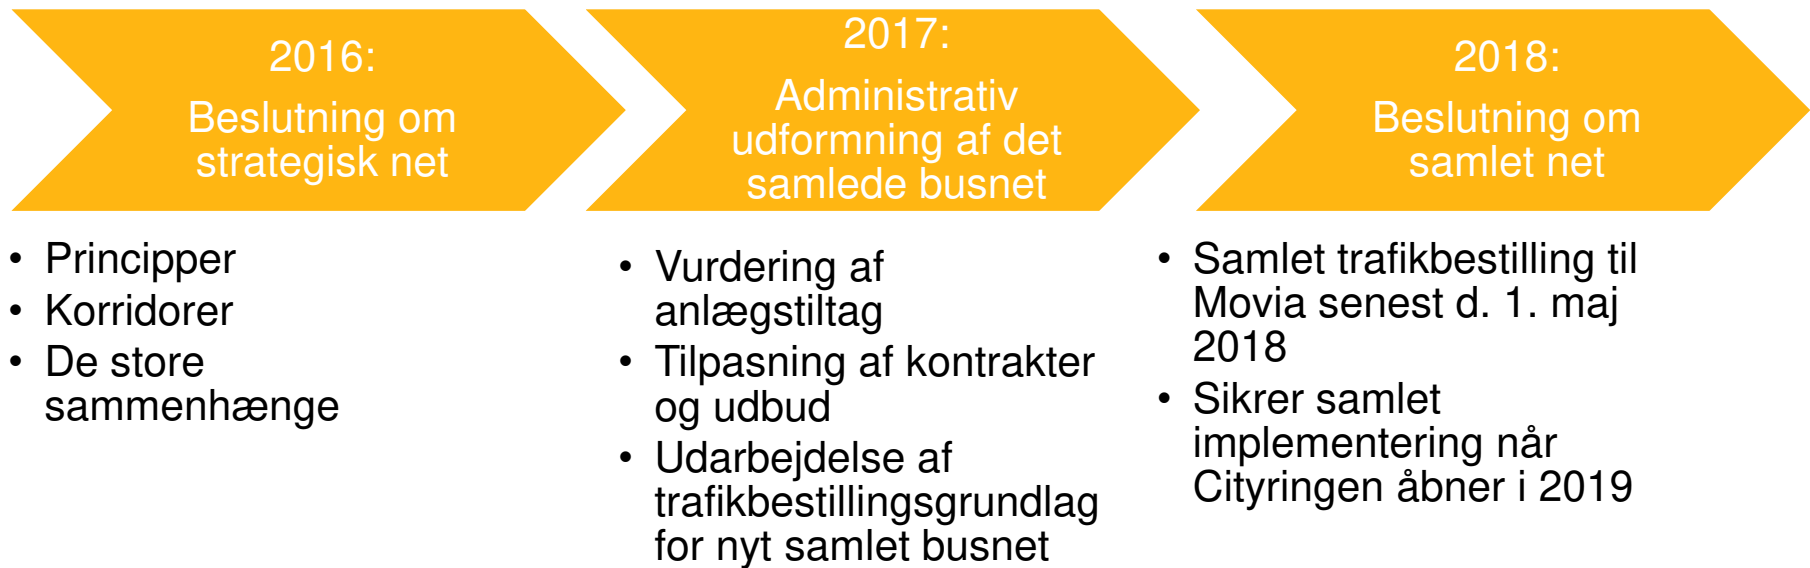 2016:
Beslutning om
strategisk net
• Principper
• Korridorer
• De store
sammenhænge
2017:
Administrativ
udformning af det
samlede busnet
• Vurdering af
anlægstiltag
• Tilpasning af kontrakter
og udbud
• Udarbejdelse af
trafikbestillingsgrundlag
for nyt samlet busnet
2018:
Beslutning om
samlet net
• Samlet trafikbestilling til
Movia senest d. 1. maj
2018
• Sikrer samlet
implementering når
Cityringen åbner i 2019